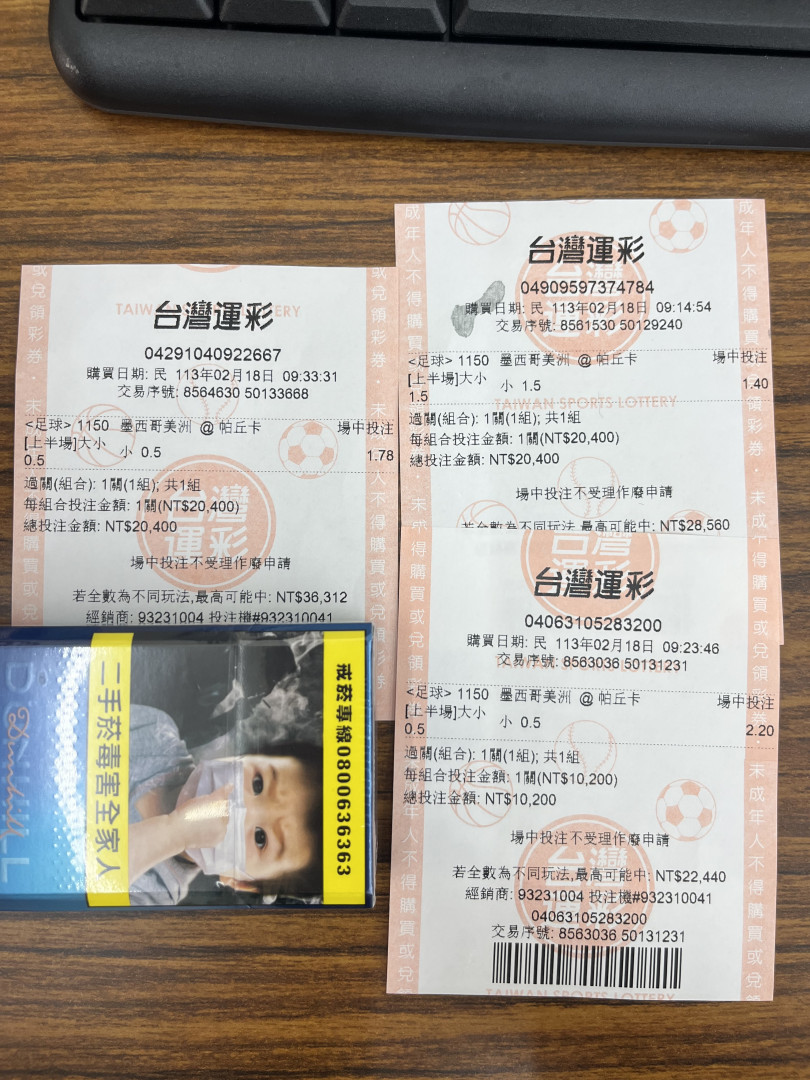 台灣運彩
04291040922667
購買日期: 民 113年02月18日 09:33:31
交易序號: 8564630 50133668
<足球> 1150 墨西哥美洲 @ 帕丘卡 場中投注
[上半場]大小 小 0.5 1.78
0.5
過關(組合): 1關(1組); 共1組
每組合投注金額: 1關(NT$20,400)
總投注金額: NT$20,400
場中投注不受理作廢申請
若全數為不同玩法,最高可能中: NT$36,312
經銷商: 93231004 投注機#932310041
台灣運彩
04909597374784
購買日期: 民 113年02月18日 09:14:54
交易序號: 8561530 50129240
<足球> 1150 墨西哥美洲 @ 帕丘卡 場中投注
[上半場]大小 小 1.5 1.40
1.5
TAIWAN SPORTS LOTTERY
過關(組合): 1關(1組); 共1組
每組合投注金額: 1關(NT$20,400)
總投注金額: NT$20,400
場中投注不受理作廢申請
若全數為不同玩法,最高可能中: NT$28,560
台灣運彩
04063105283200
購買日期: 民 113年02月18日 09:23:46
交易序號: 8563036 50131231
<足球> 1150 墨西哥美洲 @ 帕丘卡 場中投注
[上半場]大小 小 0.5 2.20
0.5
過關(組合): 1關(1組); 共1組
每組合投注金額: 1關(NT$10,200)
總投注金額: NT$10,200
場中投注不受理作廢申請
若全數為不同玩法,最高可能中: NT$22,440
經銷商: 93231004 投注機#932310041
04063105283200
交易序號: 8563036 50131231
TAIWAN SPORTS LOTTERY
戒菸專線0800636363
二手菸毒害全家人
Dunhill